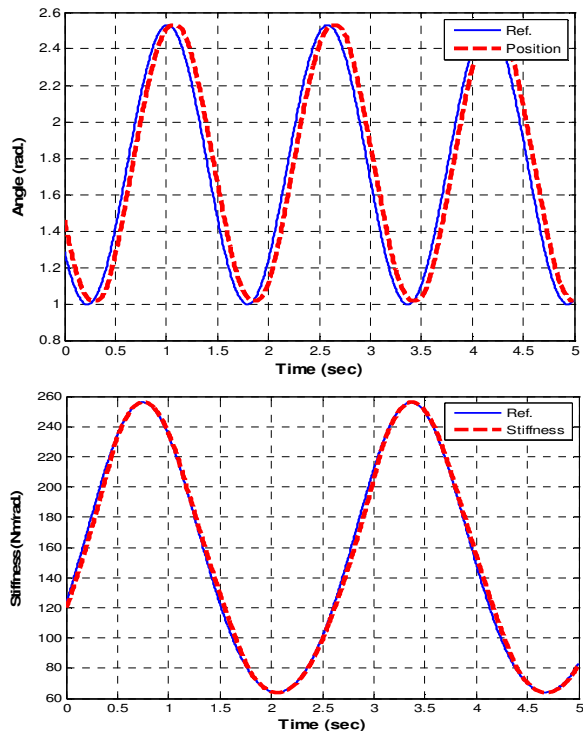 2.6
2.4
2.2
2
1.8
1.6
1.4
1.2
1
0.8
Angle (rad.)
Ref.
Position
0 0.5 1 1.5 2 2.5 3 3.5 4 4.5 5
Time (sec)
260
240
220
200
180
160
140
120
100
80
60
Stiffness (Nm/rad.)
Ref.
Stiffness
0 0.5 1 1.5 2 2.5 3 3.5 4 4.5 5
Time (sec)